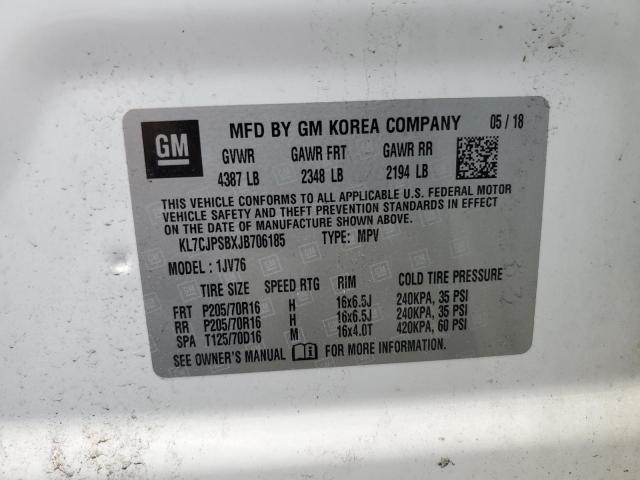 GM MFD BY GM KOREA COMPANY 05 / 18
GVWR GAWR FRT GAWR RR
4387 LB 2348 LB 2194 LB
THIS VEHICLE CONFORMS TO ALL APPLICABLE U.S. FEDERAL MOTOR
VEHICLE SAFETY AND THEFT PREVENTION STANDARDS IN EFFECT
ON THE DATE OF MANUFACTURE SHOWN ABOVE.
KL7CJPSBXJB706185 TYPE: MPV
MODEL : 1JV76
TIRE SIZE SPEED RTG RIM COLD TIRE PRESSURE
FRT P205/70R16 H 16x6.5J 240KPA, 35 PSI
RR P205/70R16 H 16x6.5J 240KPA, 35 PSI
SPA T125/70D16 M 16x4.0T 420KPA, 60 PSI
SEE OWNER'S MANUAL FOR MORE INFORMATION.